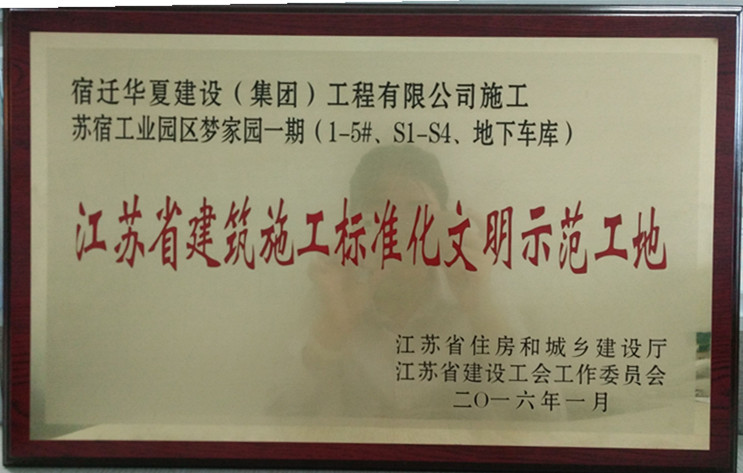 宿迁华夏建设（集团）工程有限公司施工
苏宿工业园区梦家园一期（1-5#、S1-S4、地下车库）
江苏省建筑施工标准化文明示范工地
江苏省住房和城乡建设厅
江苏省建设工会工作委员会
二〇一六年一月